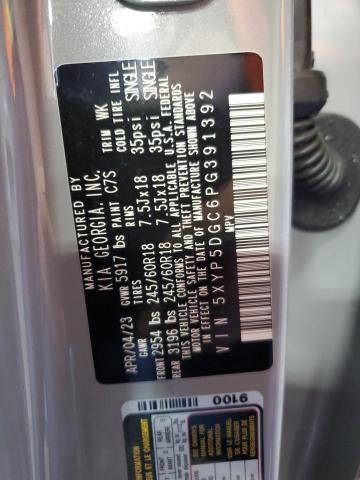 MANUFACTURED BY
KIA GEORGIA, INC.
APR/04/23 GVWR 5917 lbs PAINT C7S TRIM WK
GAWR RIMS COLD TIRE INFL
FRONT 2954 lbs 245/60R18 7.5Jx18 35psi SINGLE
REAR 3196 lbs 245/60R18 7.5Jx18 35psi SINGLE
THIS VEHICLE CONFORMS TO ALL APPLICABLE U.S.A. FEDERAL
MOTOR VEHICLE SAFETY AND THEFT PREVENTION STANDARDS
IN EFFECT ON THE DATE OF MANUFACTURE SHOWN ABOVE.
VIN 5XYP5DGC6PG391392
MPV
9100